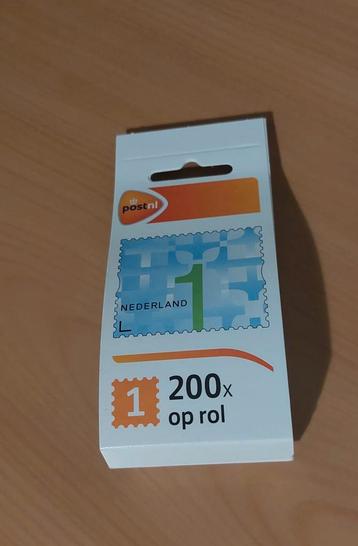 postnl
1
NEDERLAND
1
200x
op rol